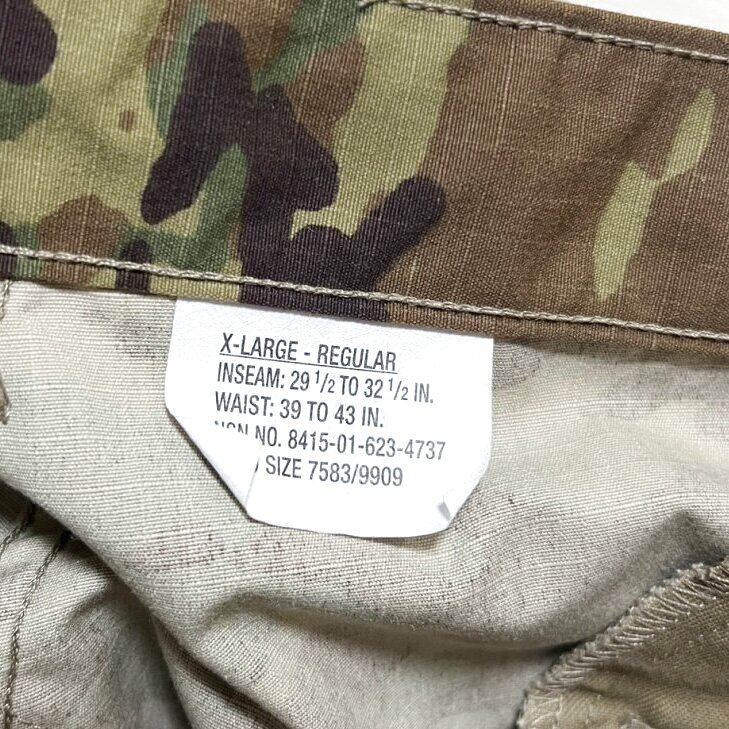 X-LARGE - REGULAR
INSEAM: 29 1/2 TO 32 1/2 IN.
WAIST: 39 TO 43 IN.
NSN NO. 8415-01-623-4737
SIZE 7583/9909